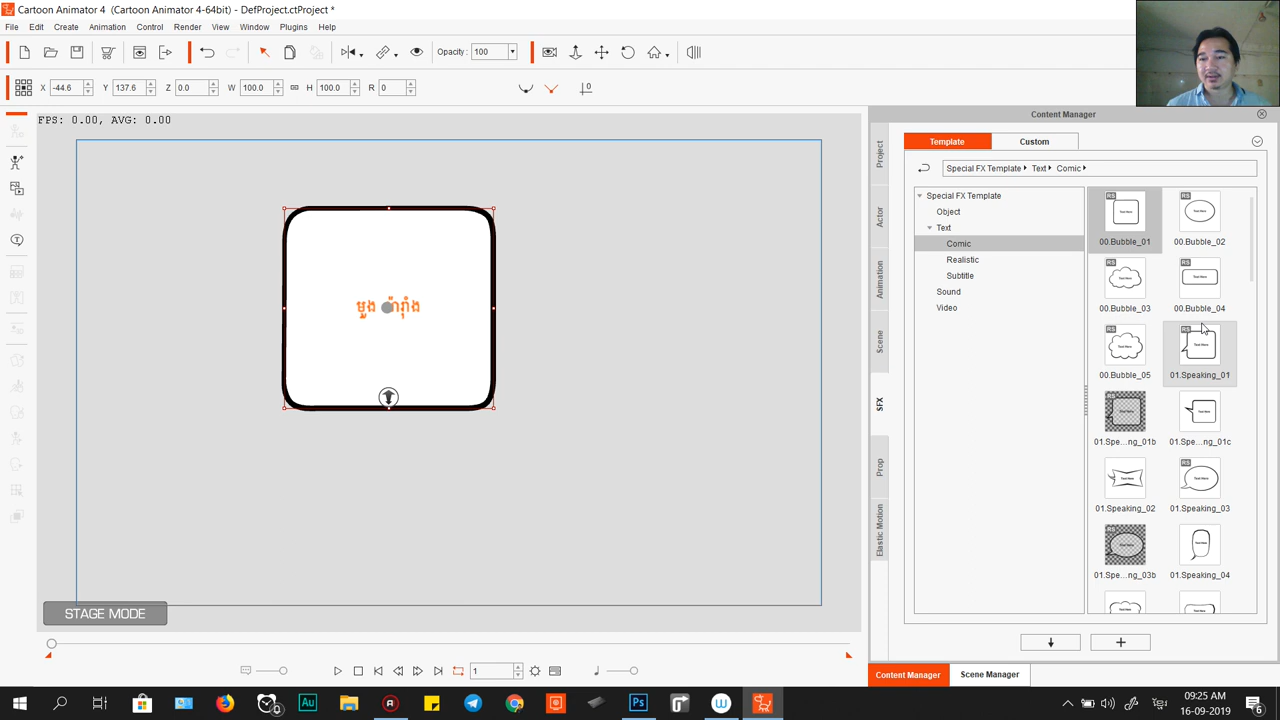 Cartoon Animator 4 (Cartoon Animator 4-64bit) - DefProject.ctProject *
File Edit Create Animation Control Render View Window Plugins Help
Opacity : 100
X -44.6 Y 137.6 Z 0.0 W 100.0 H 100.0 R 0
FPS: 0.00, AVG: 0.00
Content Manager
Template Custom
Special FX Template Text Comic
Project
Actor
Animation
Scene
SFX
Prop
Elastic Motion
Special FX Template
Object
Text
Comic
Realistic
Subtitle
Sound
Video
00.Bubble_01 00.Bubble_02
00.Bubble_03 00.Bubble_04
00.Bubble_05 01.Speaking_01
01.Spe...ng_01b 01.Spe...ng_01c
01.Speaking_02 01.Speaking_03
01.Spe...ng_03b 01.Speaking_04
STAGE MODE
1
Content Manager Scene Manager
09:25 AM
16-09-2019